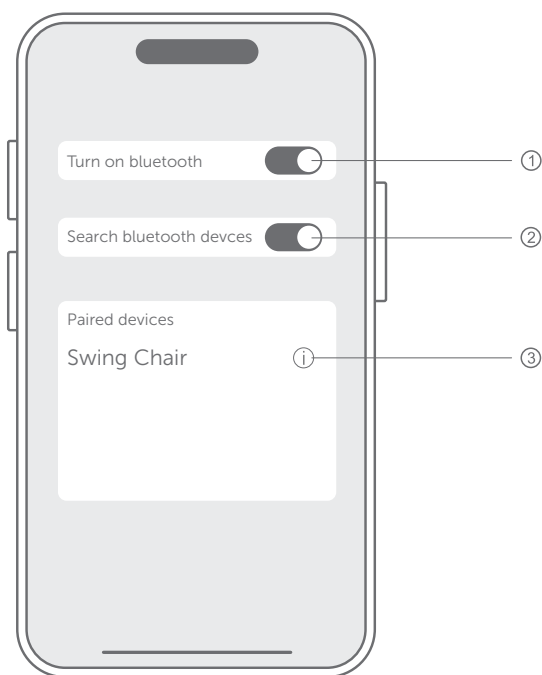 Turn on bluetooth
①
Search bluetooth devces
②
Paired devices
Swing Chair
ⓘ
③